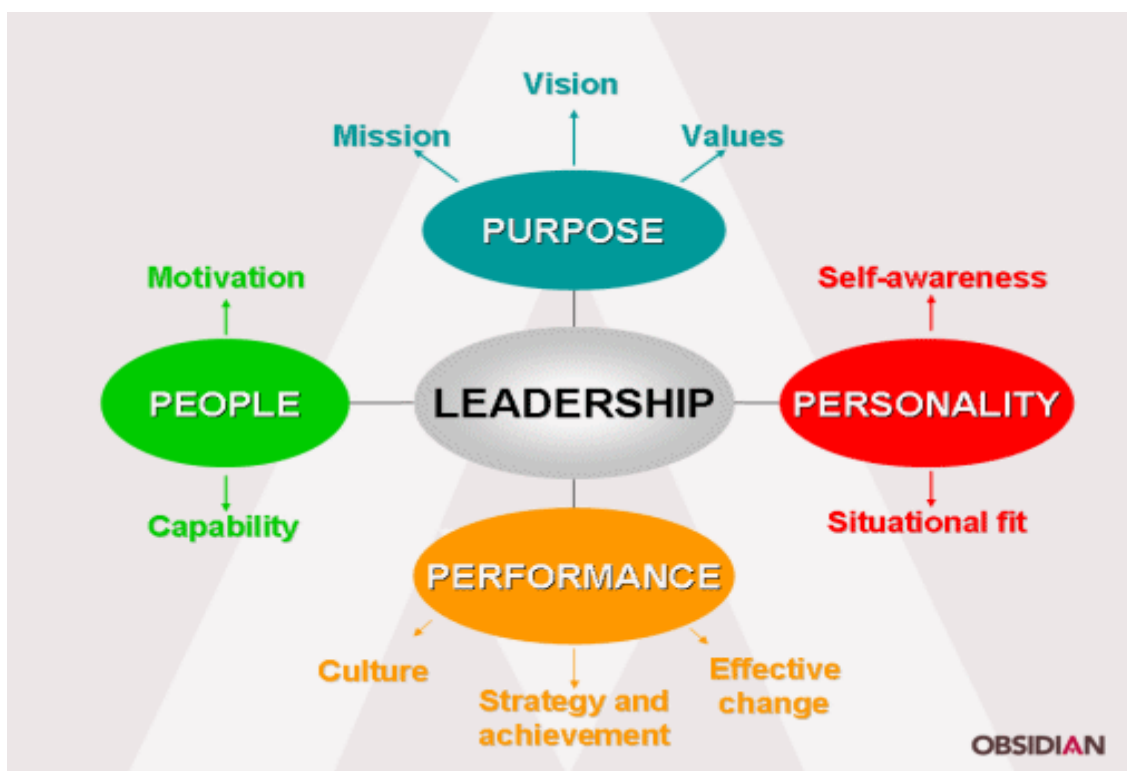 Vision
Mission
Values
PURPOSE
Motivation
Self-awareness
PEOPLE
LEADERSHIP
PERSONALITY
Capability
Situational fit
PERFORMANCE
Culture
Strategy and
achievement
Effective
change
OBSIDIAN